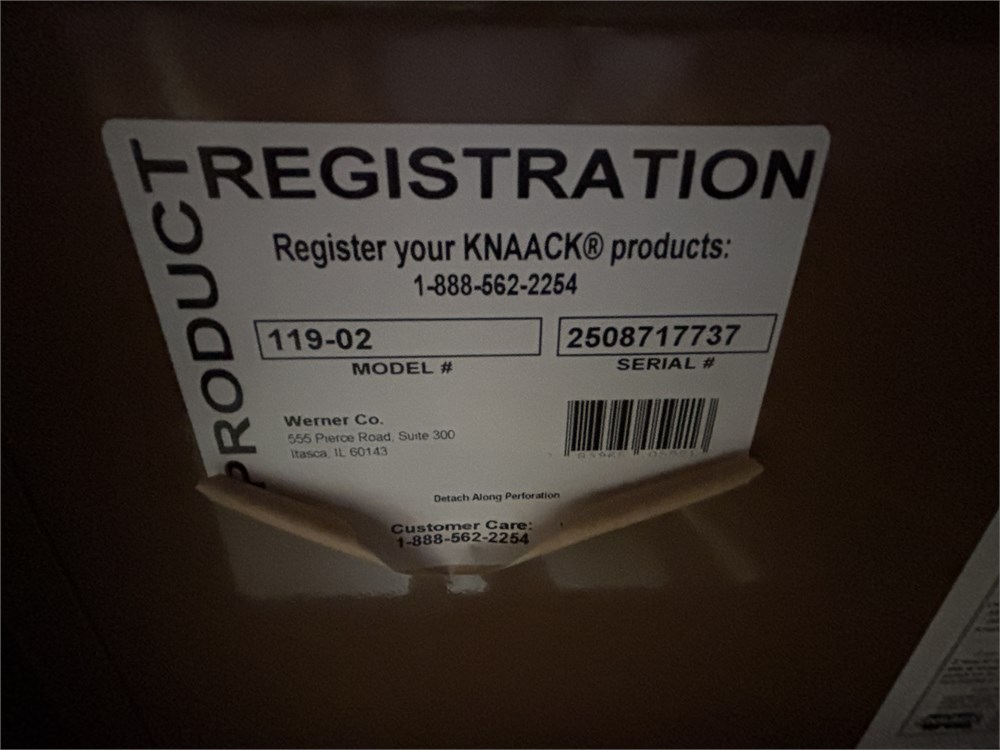 PRODUCT
REGISTRATION
Register your KNAACK® products:
1-888-562-2254
119-02
MODEL #
2508717737
SERIAL #
Werner Co.
555 Pierce Road, Suite 300
Itasca, IL 60143
Detach Along Perforation
Customer Care:
1-888-562-2254